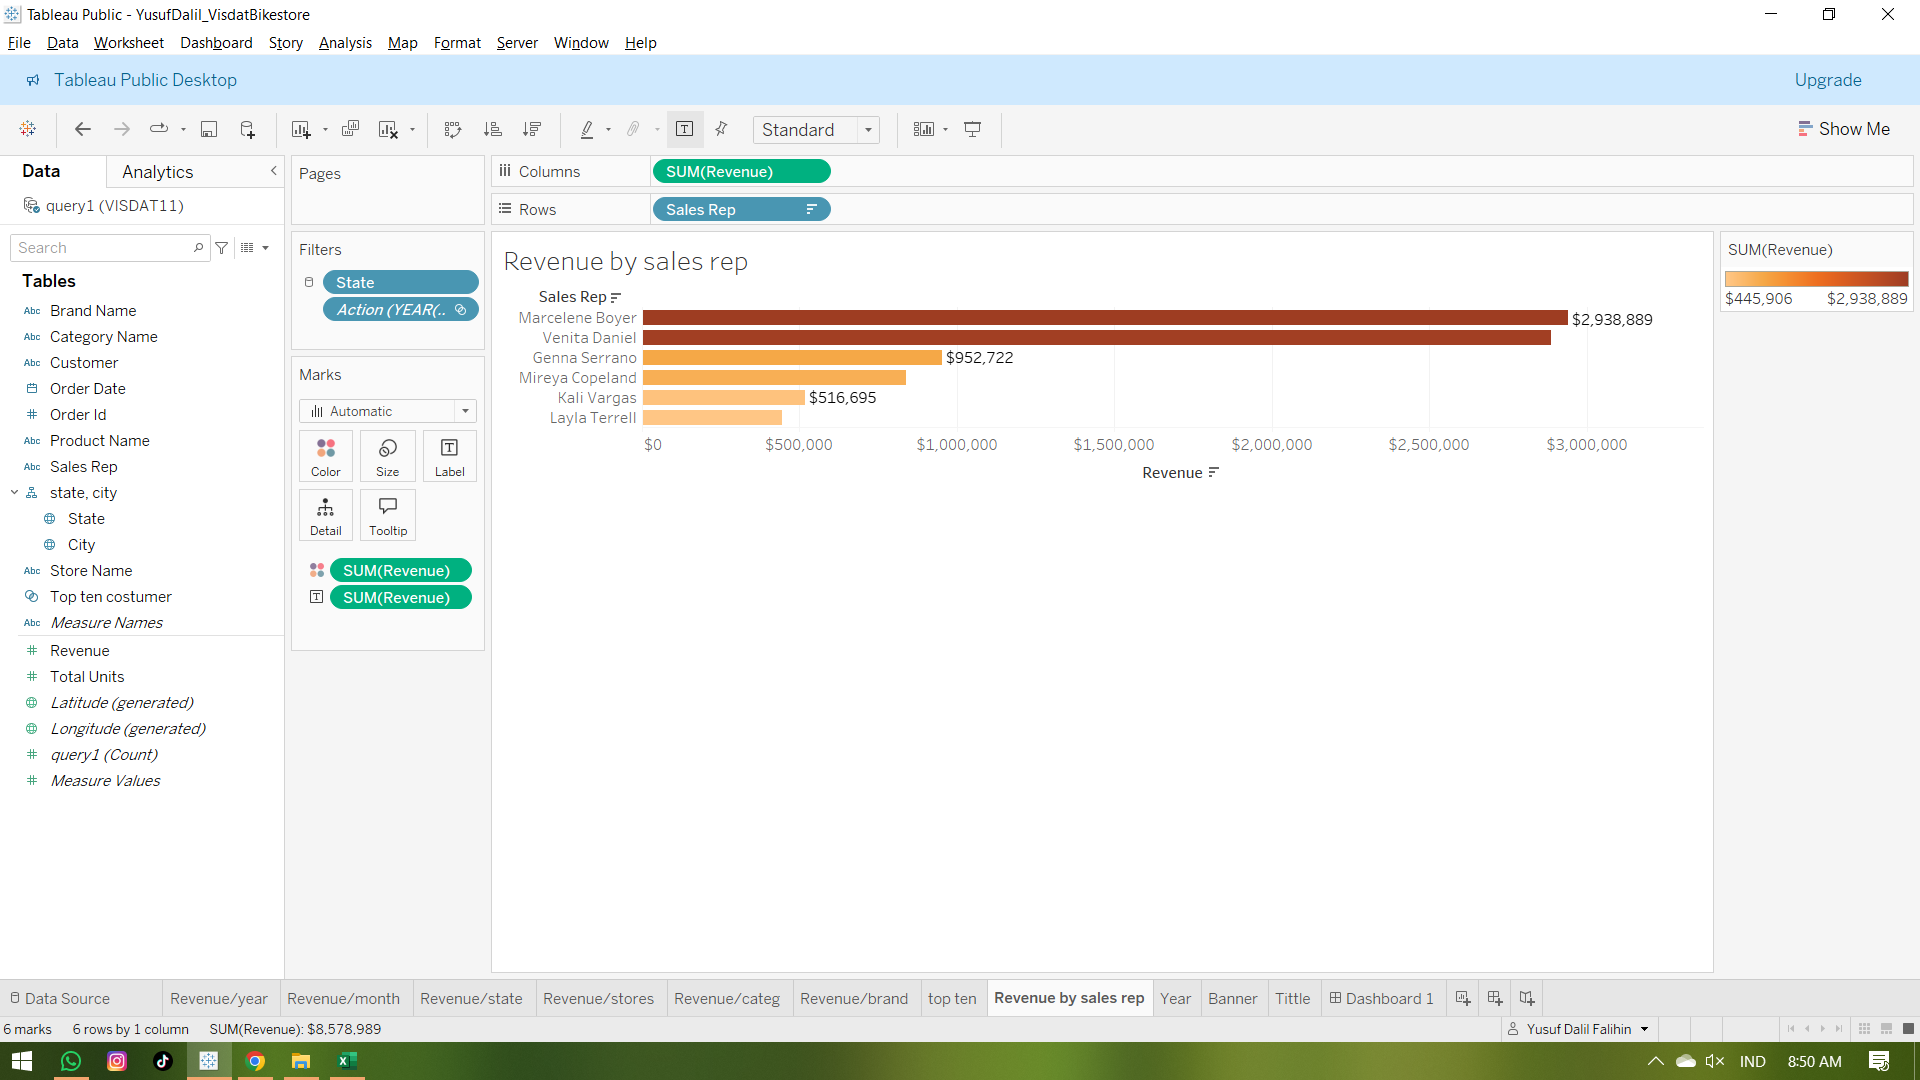 Tableau Public - YusufDalil_VisdatBikestore
File Data Worksheet Dashboard Story Analysis Map Format Server Window Help
Tableau Public Desktop Upgrade
Standard Show Me
Data Analytics
query1 (VISDAT11)
Search
Tables
Abc Brand Name
Abc Category Name
Abc Customer
Order Date
Order Id
Abc Product Name
Abc Sales Rep
state, city
State
City
Abc Store Name
Top ten costumer
Abc Measure Names
Revenue
Total Units
Latitude (generated)
Longitude (generated)
query1 (Count)
Measure Values
Pages
Filters
State
Action (YEAR(..
Marks
Automatic
Color Size Label
Detail Tooltip
SUM(Revenue)
SUM(Revenue)
Columns SUM(Revenue)
Rows Sales Rep
Revenue by sales rep
Sales Rep
Marcelene Boyer $2,938,889
Venita Daniel
Genna Serrano $952,722
Mireya Copeland
Kali Vargas $516,695
Layla Terrell
$0 $500,000 $1,000,000 $1,500,000 $2,000,000 $2,500,000 $3,000,000
Revenue
SUM(Revenue)
$445,906 $2,938,889
Data Source Revenue/year Revenue/month Revenue/state Revenue/stores Revenue/categ Revenue/brand top ten Revenue by sales rep Year Banner Tittle Dashboard 1
6 marks 6 rows by 1 column SUM(Revenue): $8,578,989 Yusuf Dalil Falihin
IND 8:50 AM